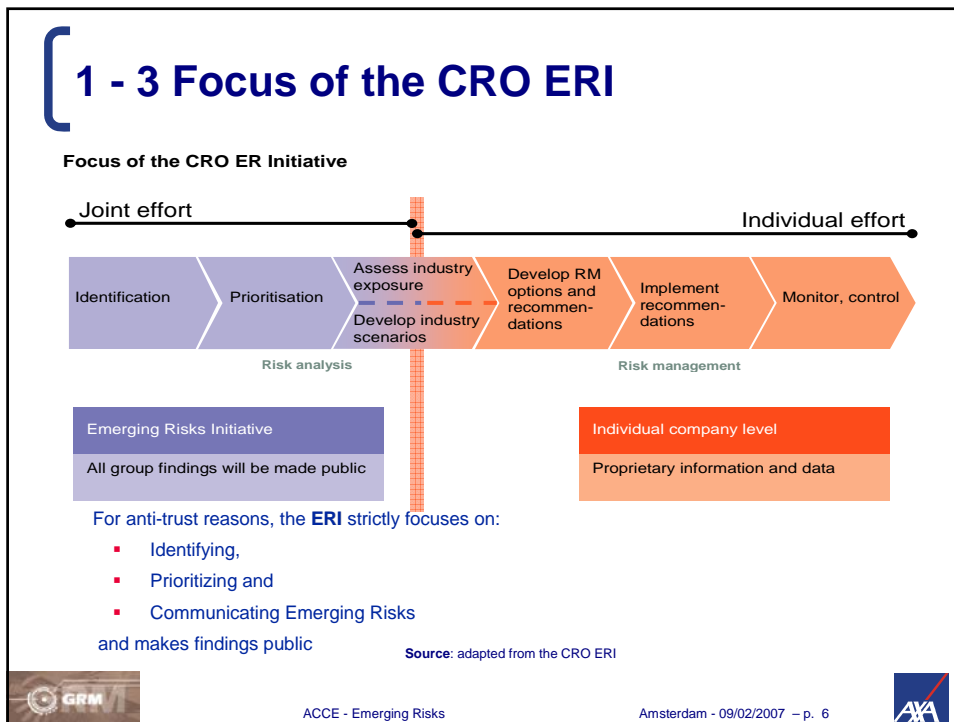 1 - 3 Focus of the CRO ERI
Focus of the CRO ER Initiative
Joint effort
Individual effort
Identification
Prioritisation
Assess industry
exposure
Develop industry
scenarios
Develop RM
options and
recommen-
dations
Implement
recommen-
dations
Monitor, control
Risk analysis
Risk management
Emerging Risks Initiative
All group findings will be made public
Individual company level
Proprietary information and data
For anti-trust reasons, the ERI strictly focuses on:
▪ Identifying,
▪ Prioritizing and
▪ Communicating Emerging Risks
and makes findings public
Source: adapted from the CRO ERI
GRM
ACCE - Emerging Risks
Amsterdam - 09/02/2007 – p. 6
AXA